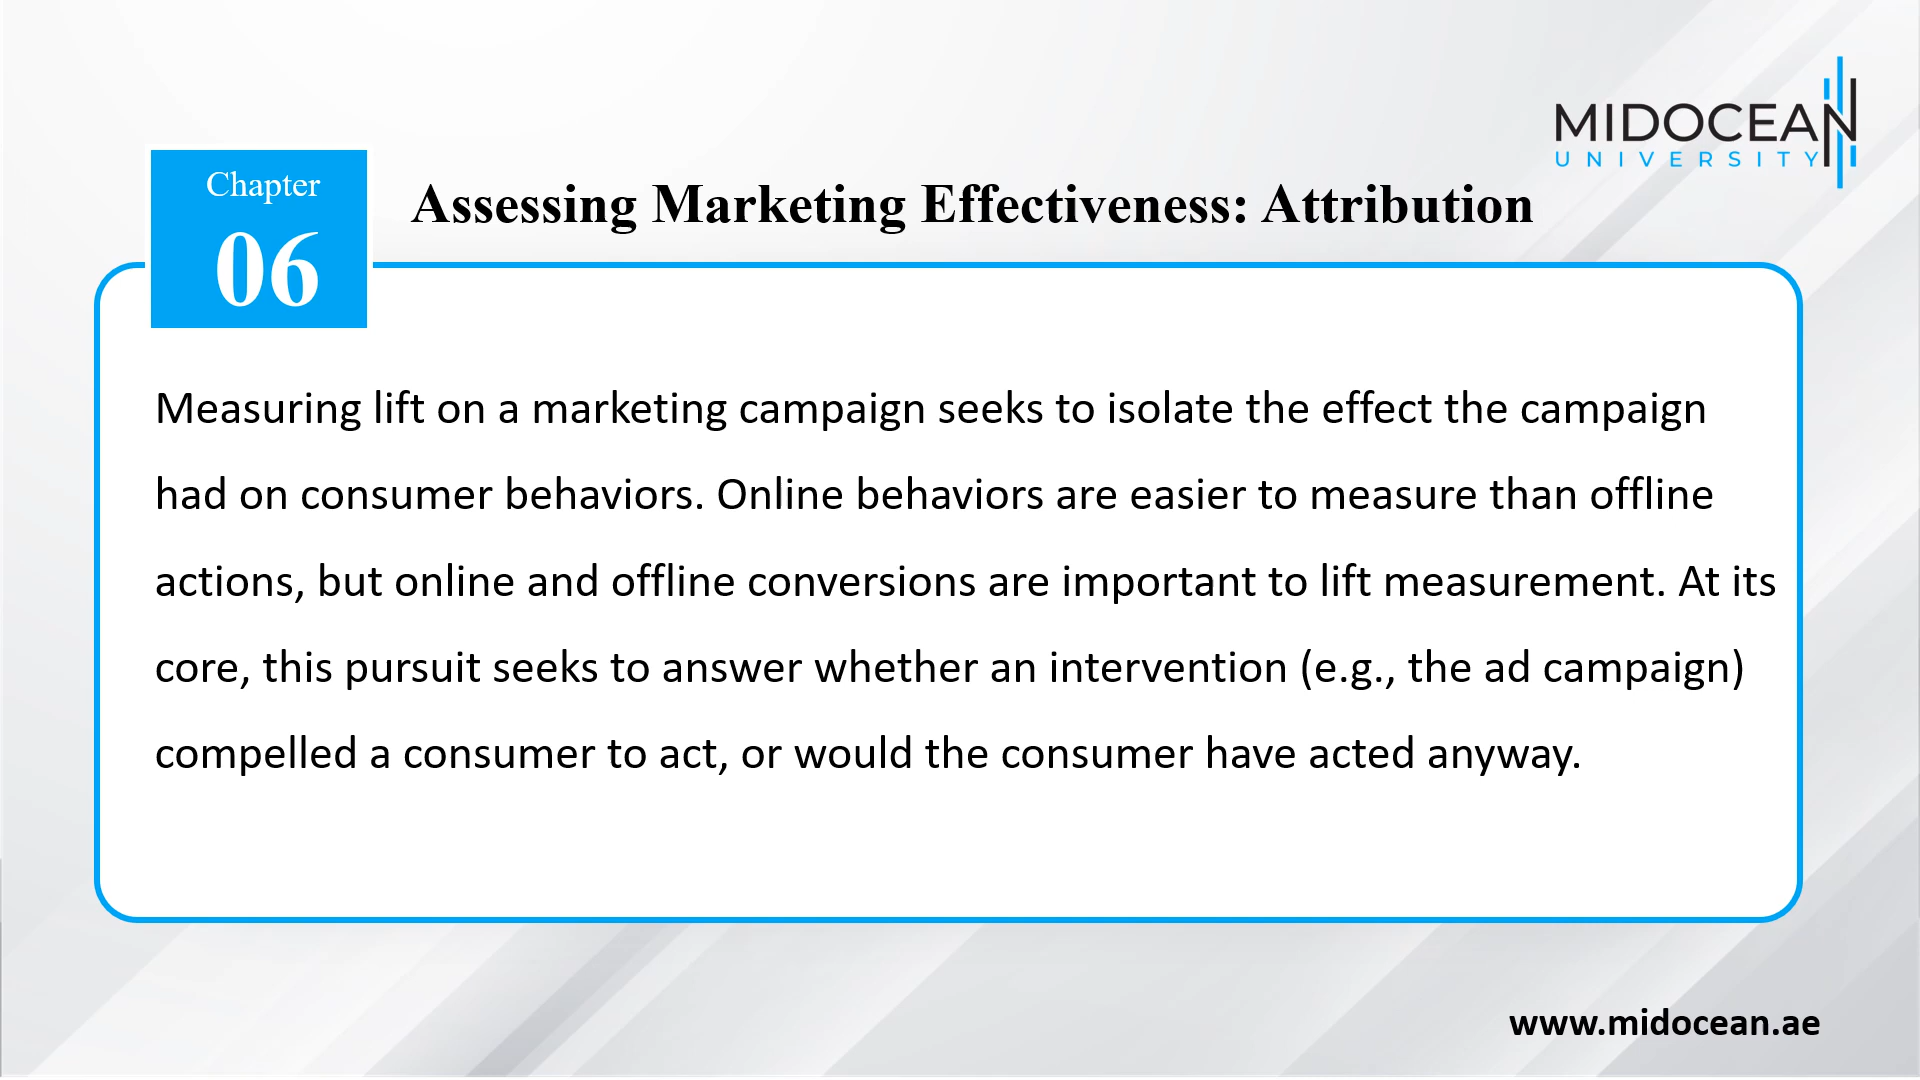 MIDOCEAN
UNIVERSITY
Chapter
06
Assessing Marketing Effectiveness: Attribution
Measuring lift on a marketing campaign seeks to isolate the effect the campaign
had on consumer behaviors. Online behaviors are easier to measure than offline
actions, but online and offline conversions are important to lift measurement. At its
core, this pursuit seeks to answer whether an intervention (e.g., the ad campaign)
compelled a consumer to act, or would the consumer have acted anyway.
www.midocean.ae